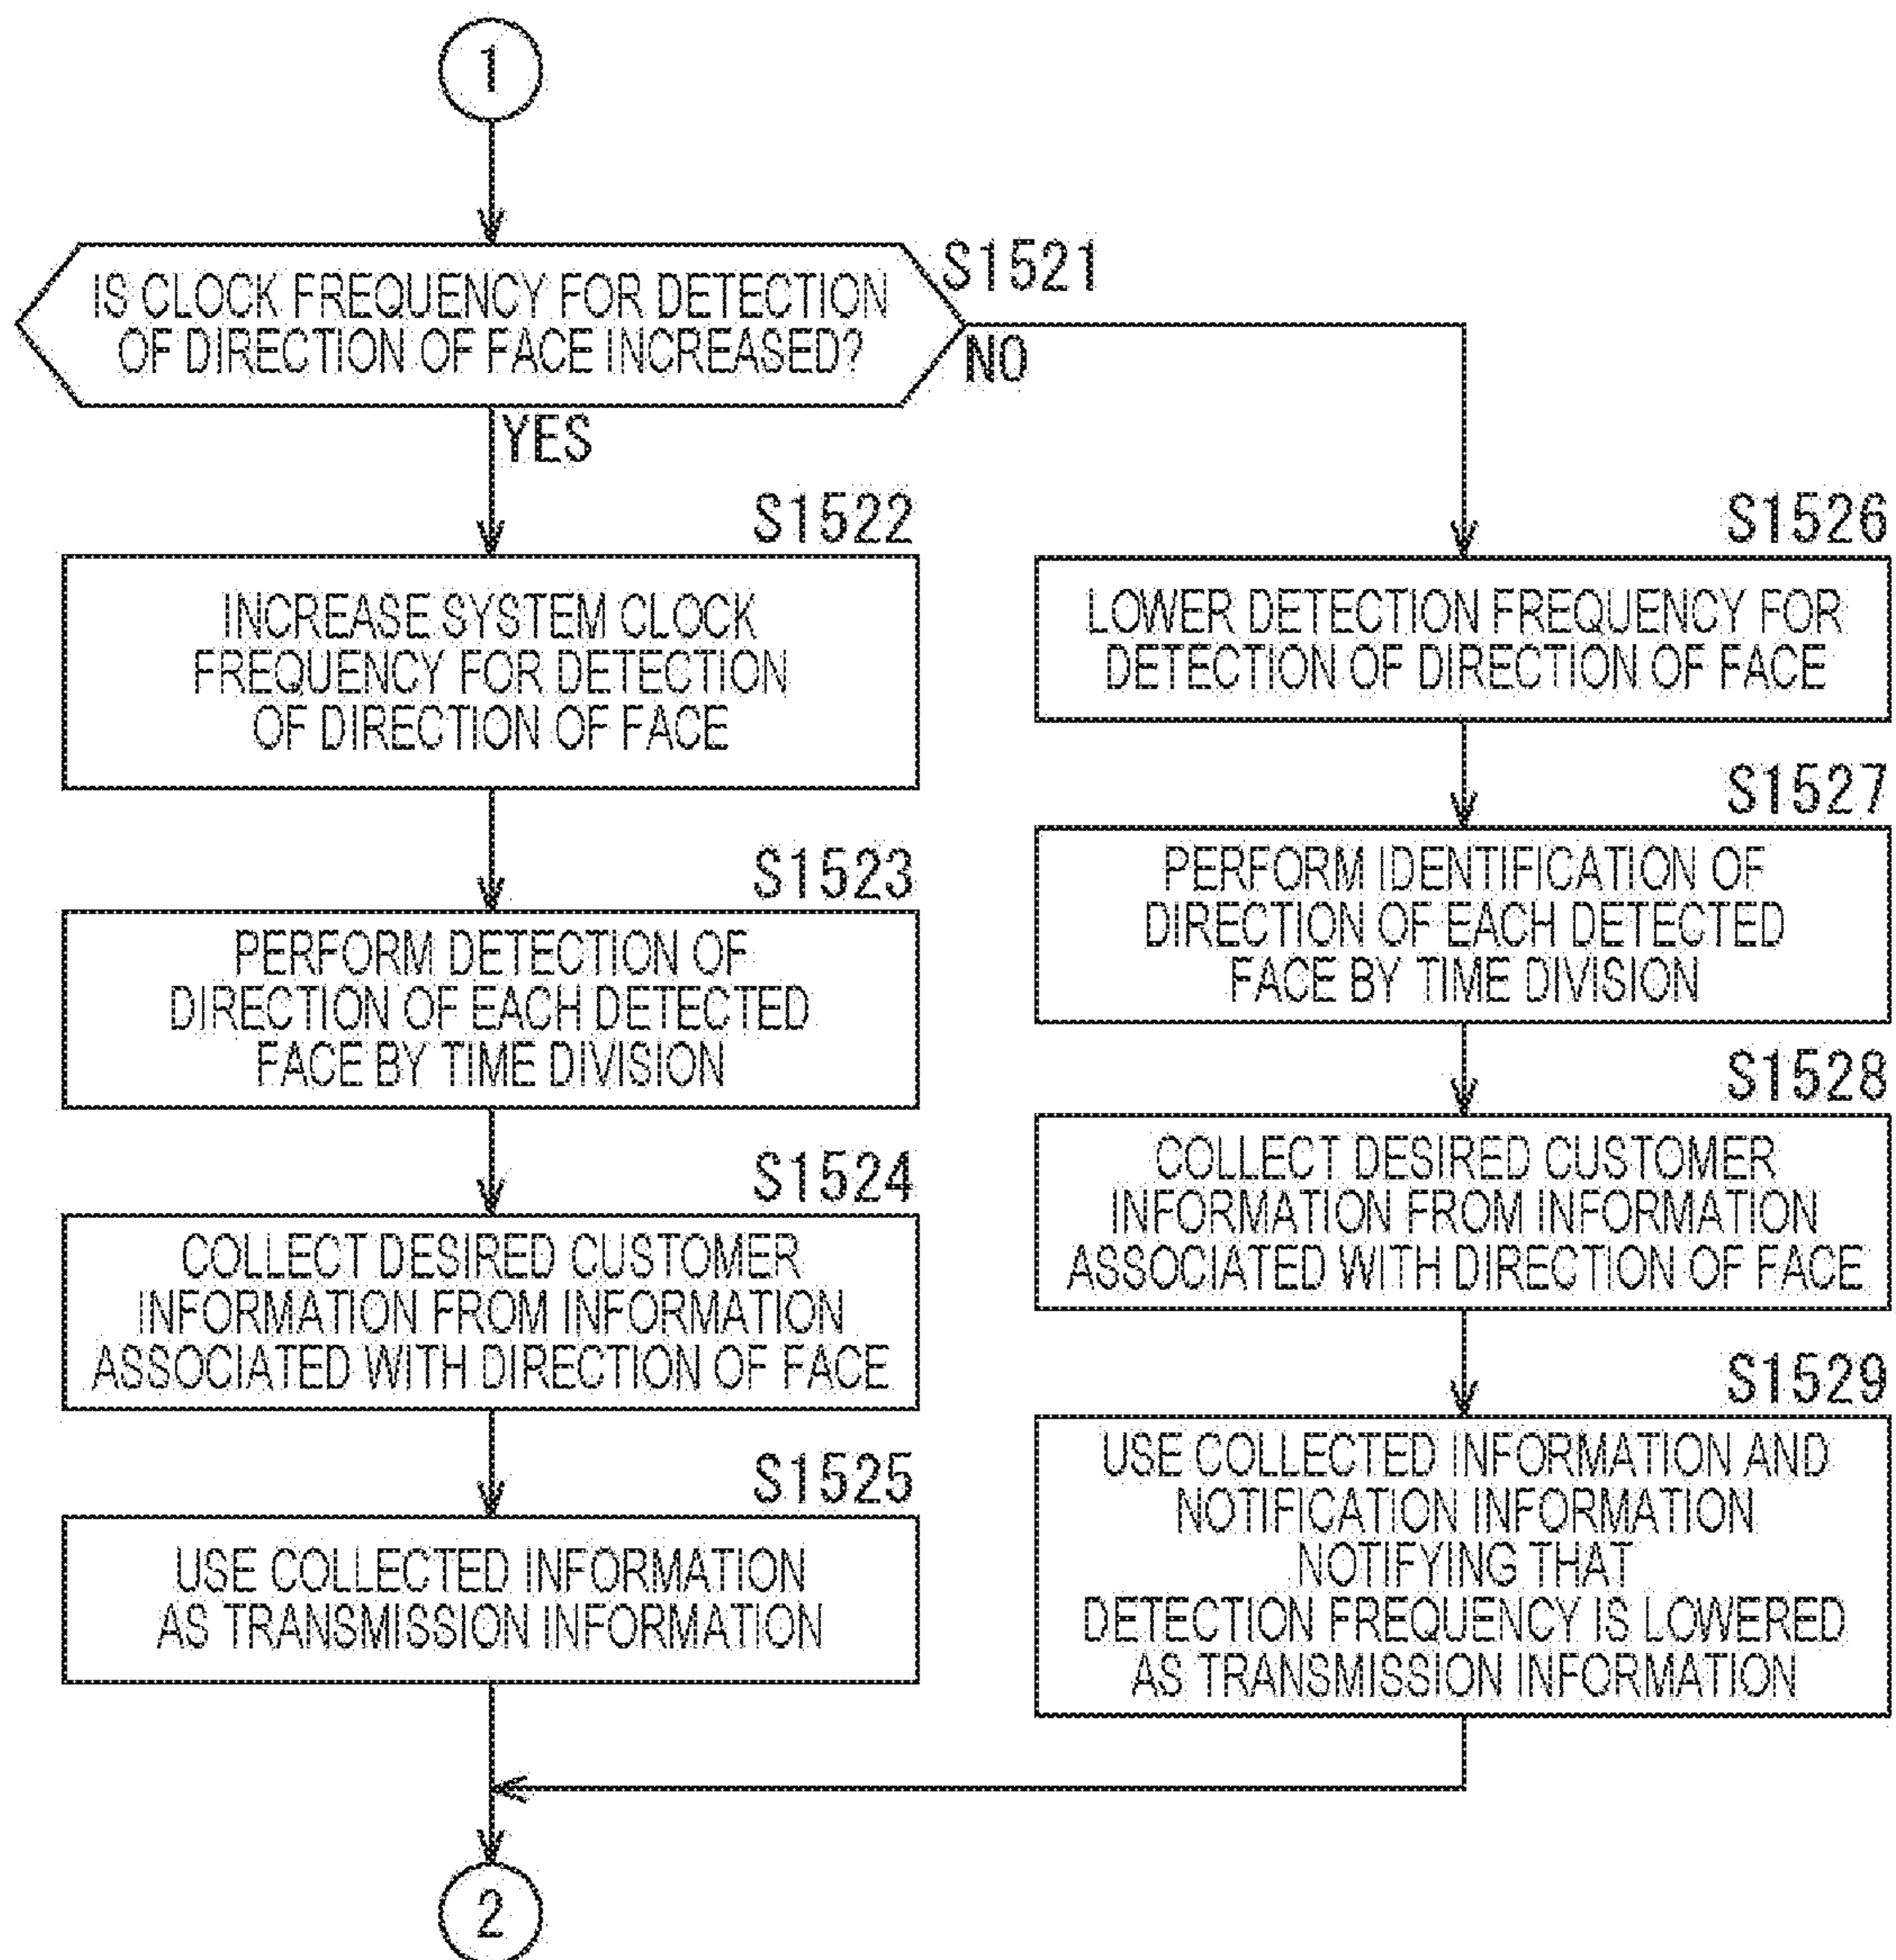 1
IS CLOCK FREQUENCY FOR DETECTION
OF DIRECTION OF FACE INCREASED?
S1521
NO
YES
S1522
INCREASE SYSTEM CLOCK
FREQUENCY FOR DETECTION
OF DIRECTION OF FACE
S1523
PERFORM DETECTION OF
DIRECTION OF EACH DETECTED
FACE BY TIME DIVISION
S1524
COLLECT DESIRED CUSTOMER
INFORMATION FROM INFORMATION
ASSOCIATED WITH DIRECTION OF FACE
S1525
USE COLLECTED INFORMATION
AS TRANSMISSION INFORMATION
S1526
LOWER DETECTION FREQUENCY FOR
DETECTION OF DIRECTION OF FACE
S1527
PERFORM IDENTIFICATION OF
DIRECTION OF EACH DETECTED
FACE BY TIME DIVISION
S1528
COLLECT DESIRED CUSTOMER
INFORMATION FROM INFORMATION
ASSOCIATED WITH DIRECTION OF FACE
S1529
USE COLLECTED INFORMATION AND
NOTIFICATION INFORMATION
NOTIFYING THAT
DETECTION FREQUENCY IS LOWERED
AS TRANSMISSION INFORMATION
2